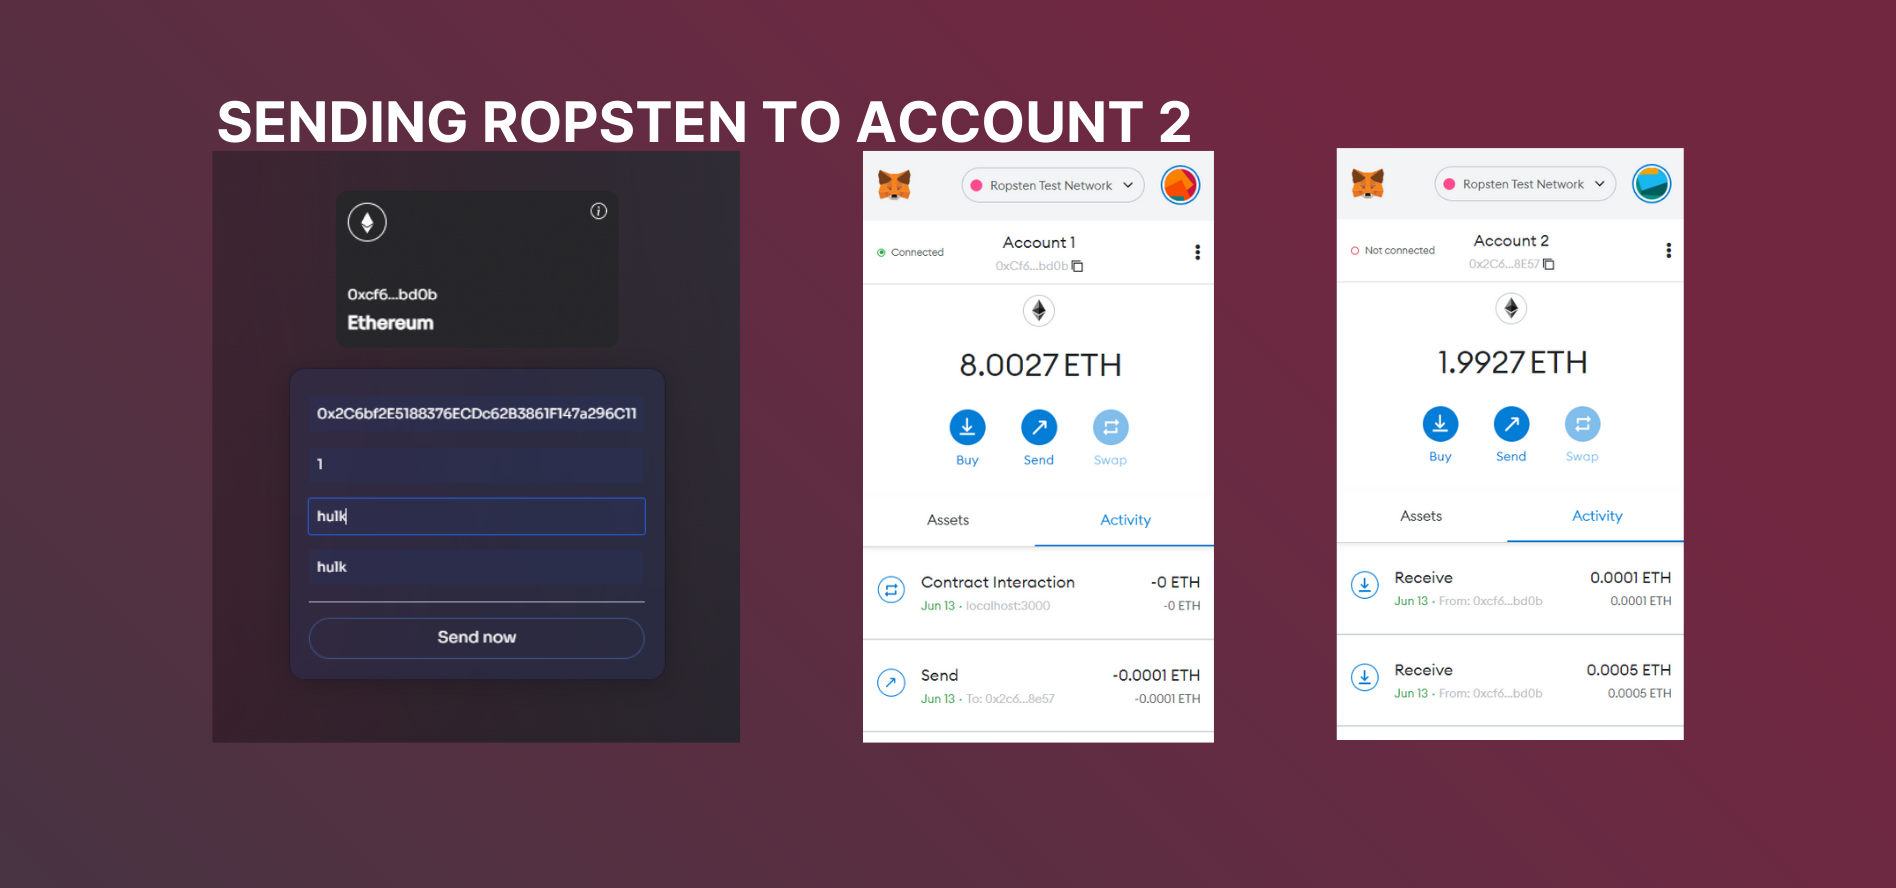 SENDING ROPSTEN TO ACCOUNT 2
0xcf6...bd0b
Ethereum
0x2C6bf2E5188376ECDc62B3861F147a296C11
1
hulk
hulk
Send now
Ropsten Test Network
Connected
Account 1
0xCf6...bd0b
8.0027 ETH
Buy
Send
Swap
Assets
Activity
Contract Interaction
-0 ETH
Jun 13 · localhost:3000
-0 ETH
Send
-0.0001 ETH
Jun 13 · To: 0x2c6...8e57
-0.0001 ETH
Ropsten Test Network
Not connected
Account 2
0x2C6...8E57
1.9927 ETH
Buy
Send
Swap
Assets
Activity
Receive
0.0001 ETH
Jun 13 · From: 0xcf6...bd0b
0.0001 ETH
Receive
0.0005 ETH
Jun 13 · From: 0xcf6...bd0b
0.0005 ETH